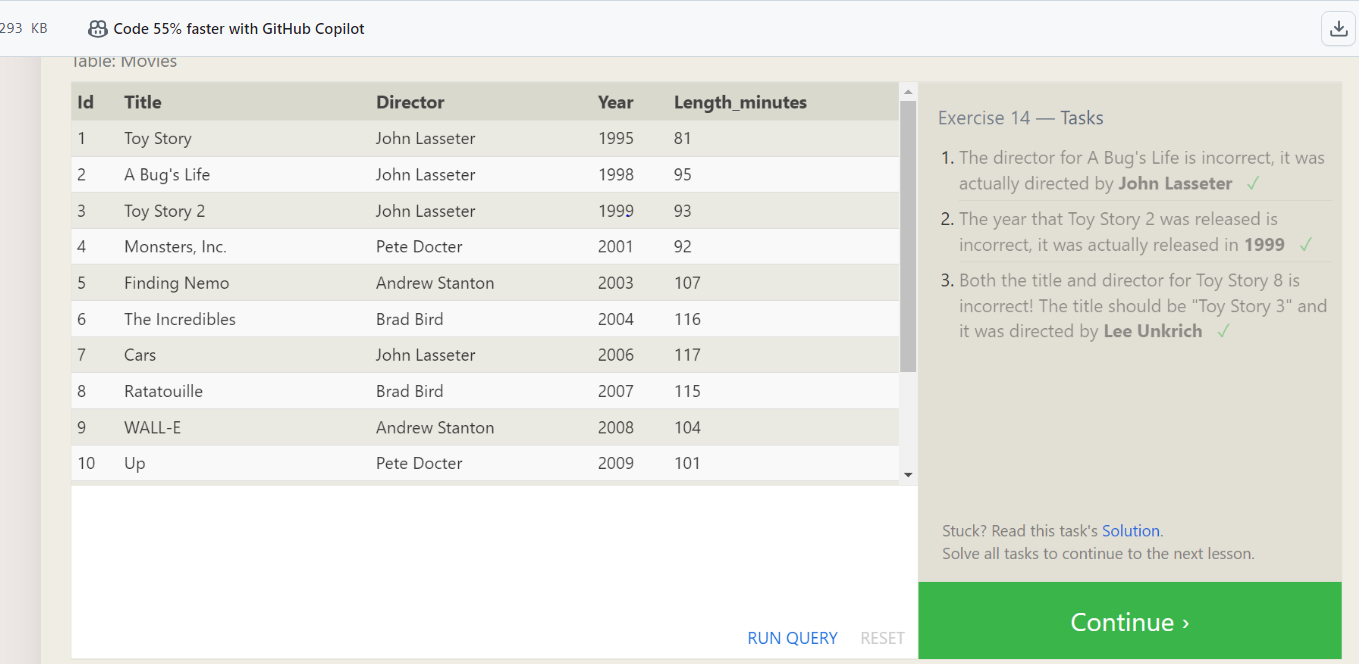 293 KB Code 55% faster with GitHub Copilot
Table: Movies
Id Title Director Year Length_minutes
1 Toy Story John Lasseter 1995 81
2 A Bug's Life John Lasseter 1998 95
3 Toy Story 2 John Lasseter 1999 93
4 Monsters, Inc. Pete Docter 2001 92
5 Finding Nemo Andrew Stanton 2003 107
6 The Incredibles Brad Bird 2004 116
7 Cars John Lasseter 2006 117
8 Ratatouille Brad Bird 2007 115
9 WALL-E Andrew Stanton 2008 104
10 Up Pete Docter 2009 101
RUN QUERY RESET
Exercise 14 — Tasks
1. The director for A Bug's Life is incorrect, it was
actually directed by John Lasseter ✓
2. The year that Toy Story 2 was released is
incorrect, it was actually released in 1999 ✓
3. Both the title and director for Toy Story 8 is
incorrect! The title should be "Toy Story 3" and
it was directed by Lee Unkrich ✓
Stuck? Read this task's Solution.
Solve all tasks to continue to the next lesson.
Continue ›